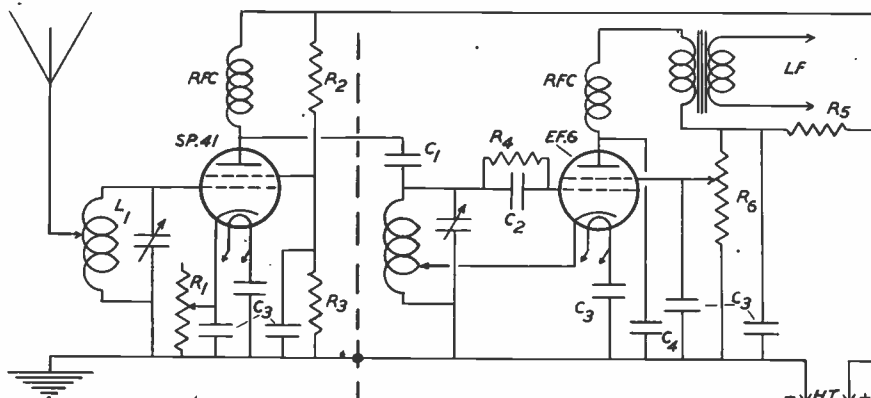 RFC
R2
SP.41
L1
R1
C3
R3
C1
R4
C2
RFC
EF.6
LF
R5
R6
C3
C4
C3
- HT +